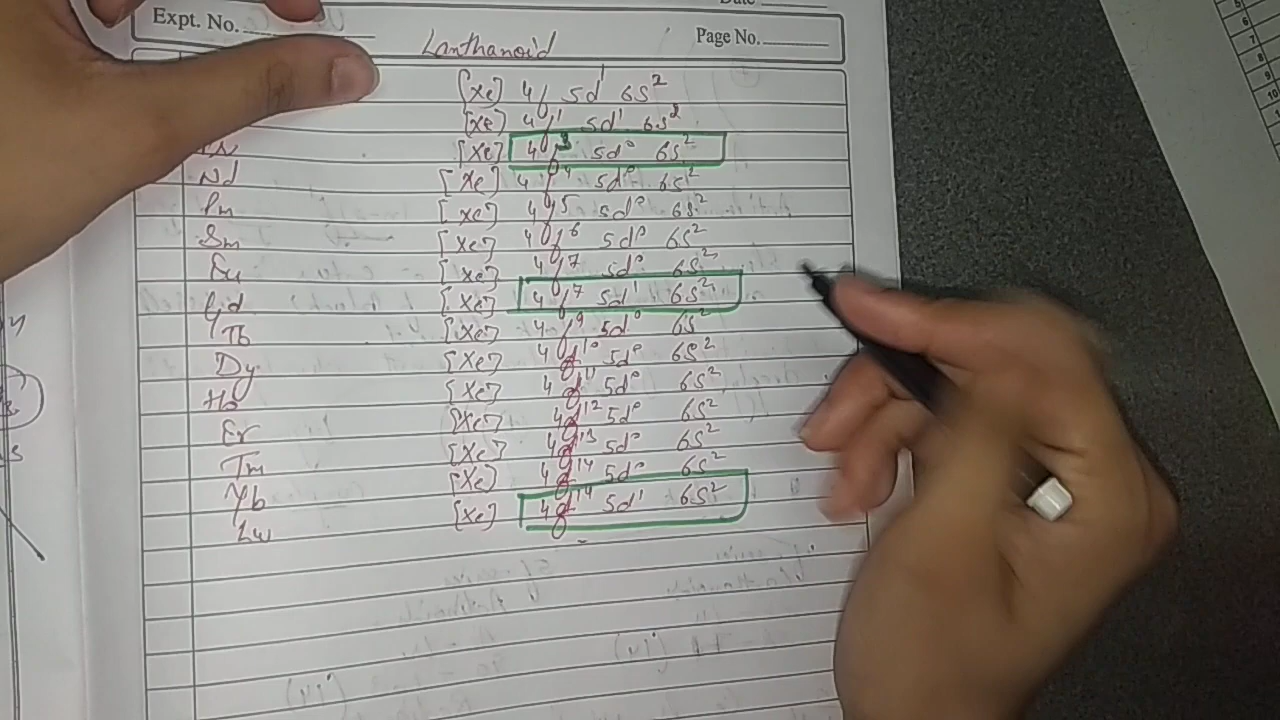 Date
Expt. No.
Page No.
Lanthanoid
[Xe] 4f 5d¹ 6s²
[Xe] 4f¹ 5d¹ 6s²
[Xe] 4f³ 5d⁰ 6s²
Nd [Xe] 4f⁴ 5d⁰ 6s²
Pm [Xe] 4f⁵ 5d⁰ 6s²
Sm [Xe] 4f⁶ 5d⁰ 6s²
Eu [Xe] 4f⁷ 5d⁰ 6s²
Gd [Xe] 4f⁷ 5d¹ 6s²
Tb [Xe] 4f⁹ 5d⁰ 6s²
Dy [Xe] 4f¹⁰ 5d⁰ 6s²
Ho [Xe] 4f¹¹ 5d⁰ 6s²
Er [Xe] 4f¹² 5d⁰ 6s²
Tm [Xe] 4f¹³ 5d⁰ 6s²
Yb [Xe] 4f¹⁴ 5d⁰ 6s²
Lw [Xe] 4f¹⁴ 5d¹ 6s²